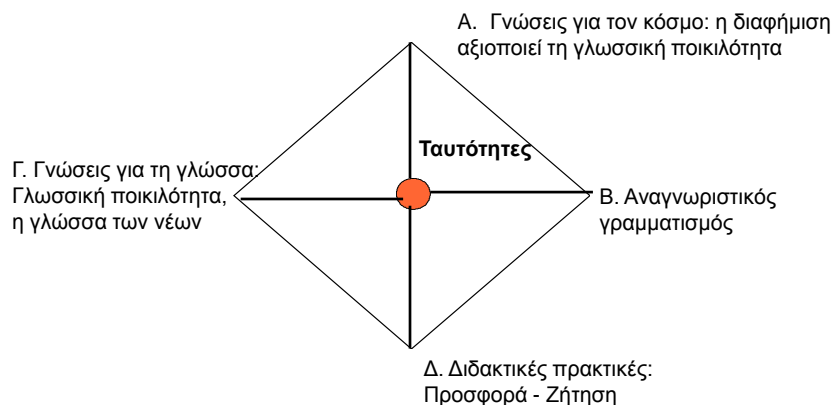 Α. Γνώσεις για τον κόσμο: η διαφήμιση
αξιοποιεί τη γλωσσική ποικιλότητα
Ταυτότητες
Γ. Γνώσεις για τη γλώσσα:
Γλωσσική ποικιλότητα,
η γλώσσα των νέων
Β. Αναγνωριστικός
γραμματισμός
Δ. Διδακτικές πρακτικές:
Προσφορά - Ζήτηση